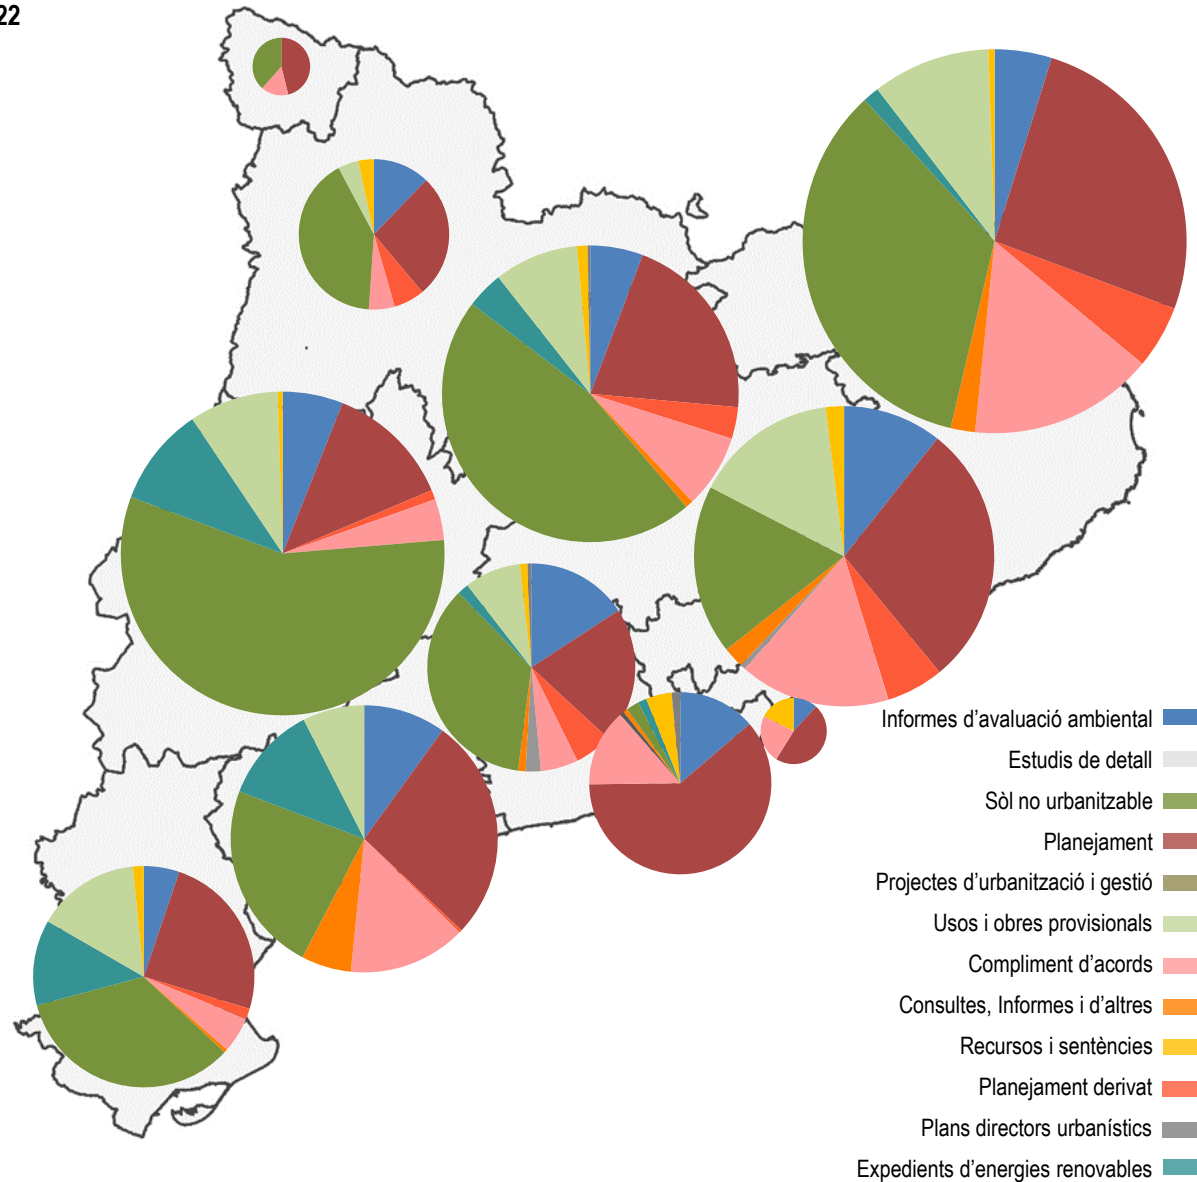 22
Informes d'avaluació ambiental
Estudis de detall
Sòl no urbanitzable
Planejament
Projectes d'urbanització i gestió
Usos i obres provisionals
Compliment d'acords
Consultes, Informes i d'altres
Recursos i sentències
Planejament derivat
Plans directors urbanístics
Expedients d'energies renovables